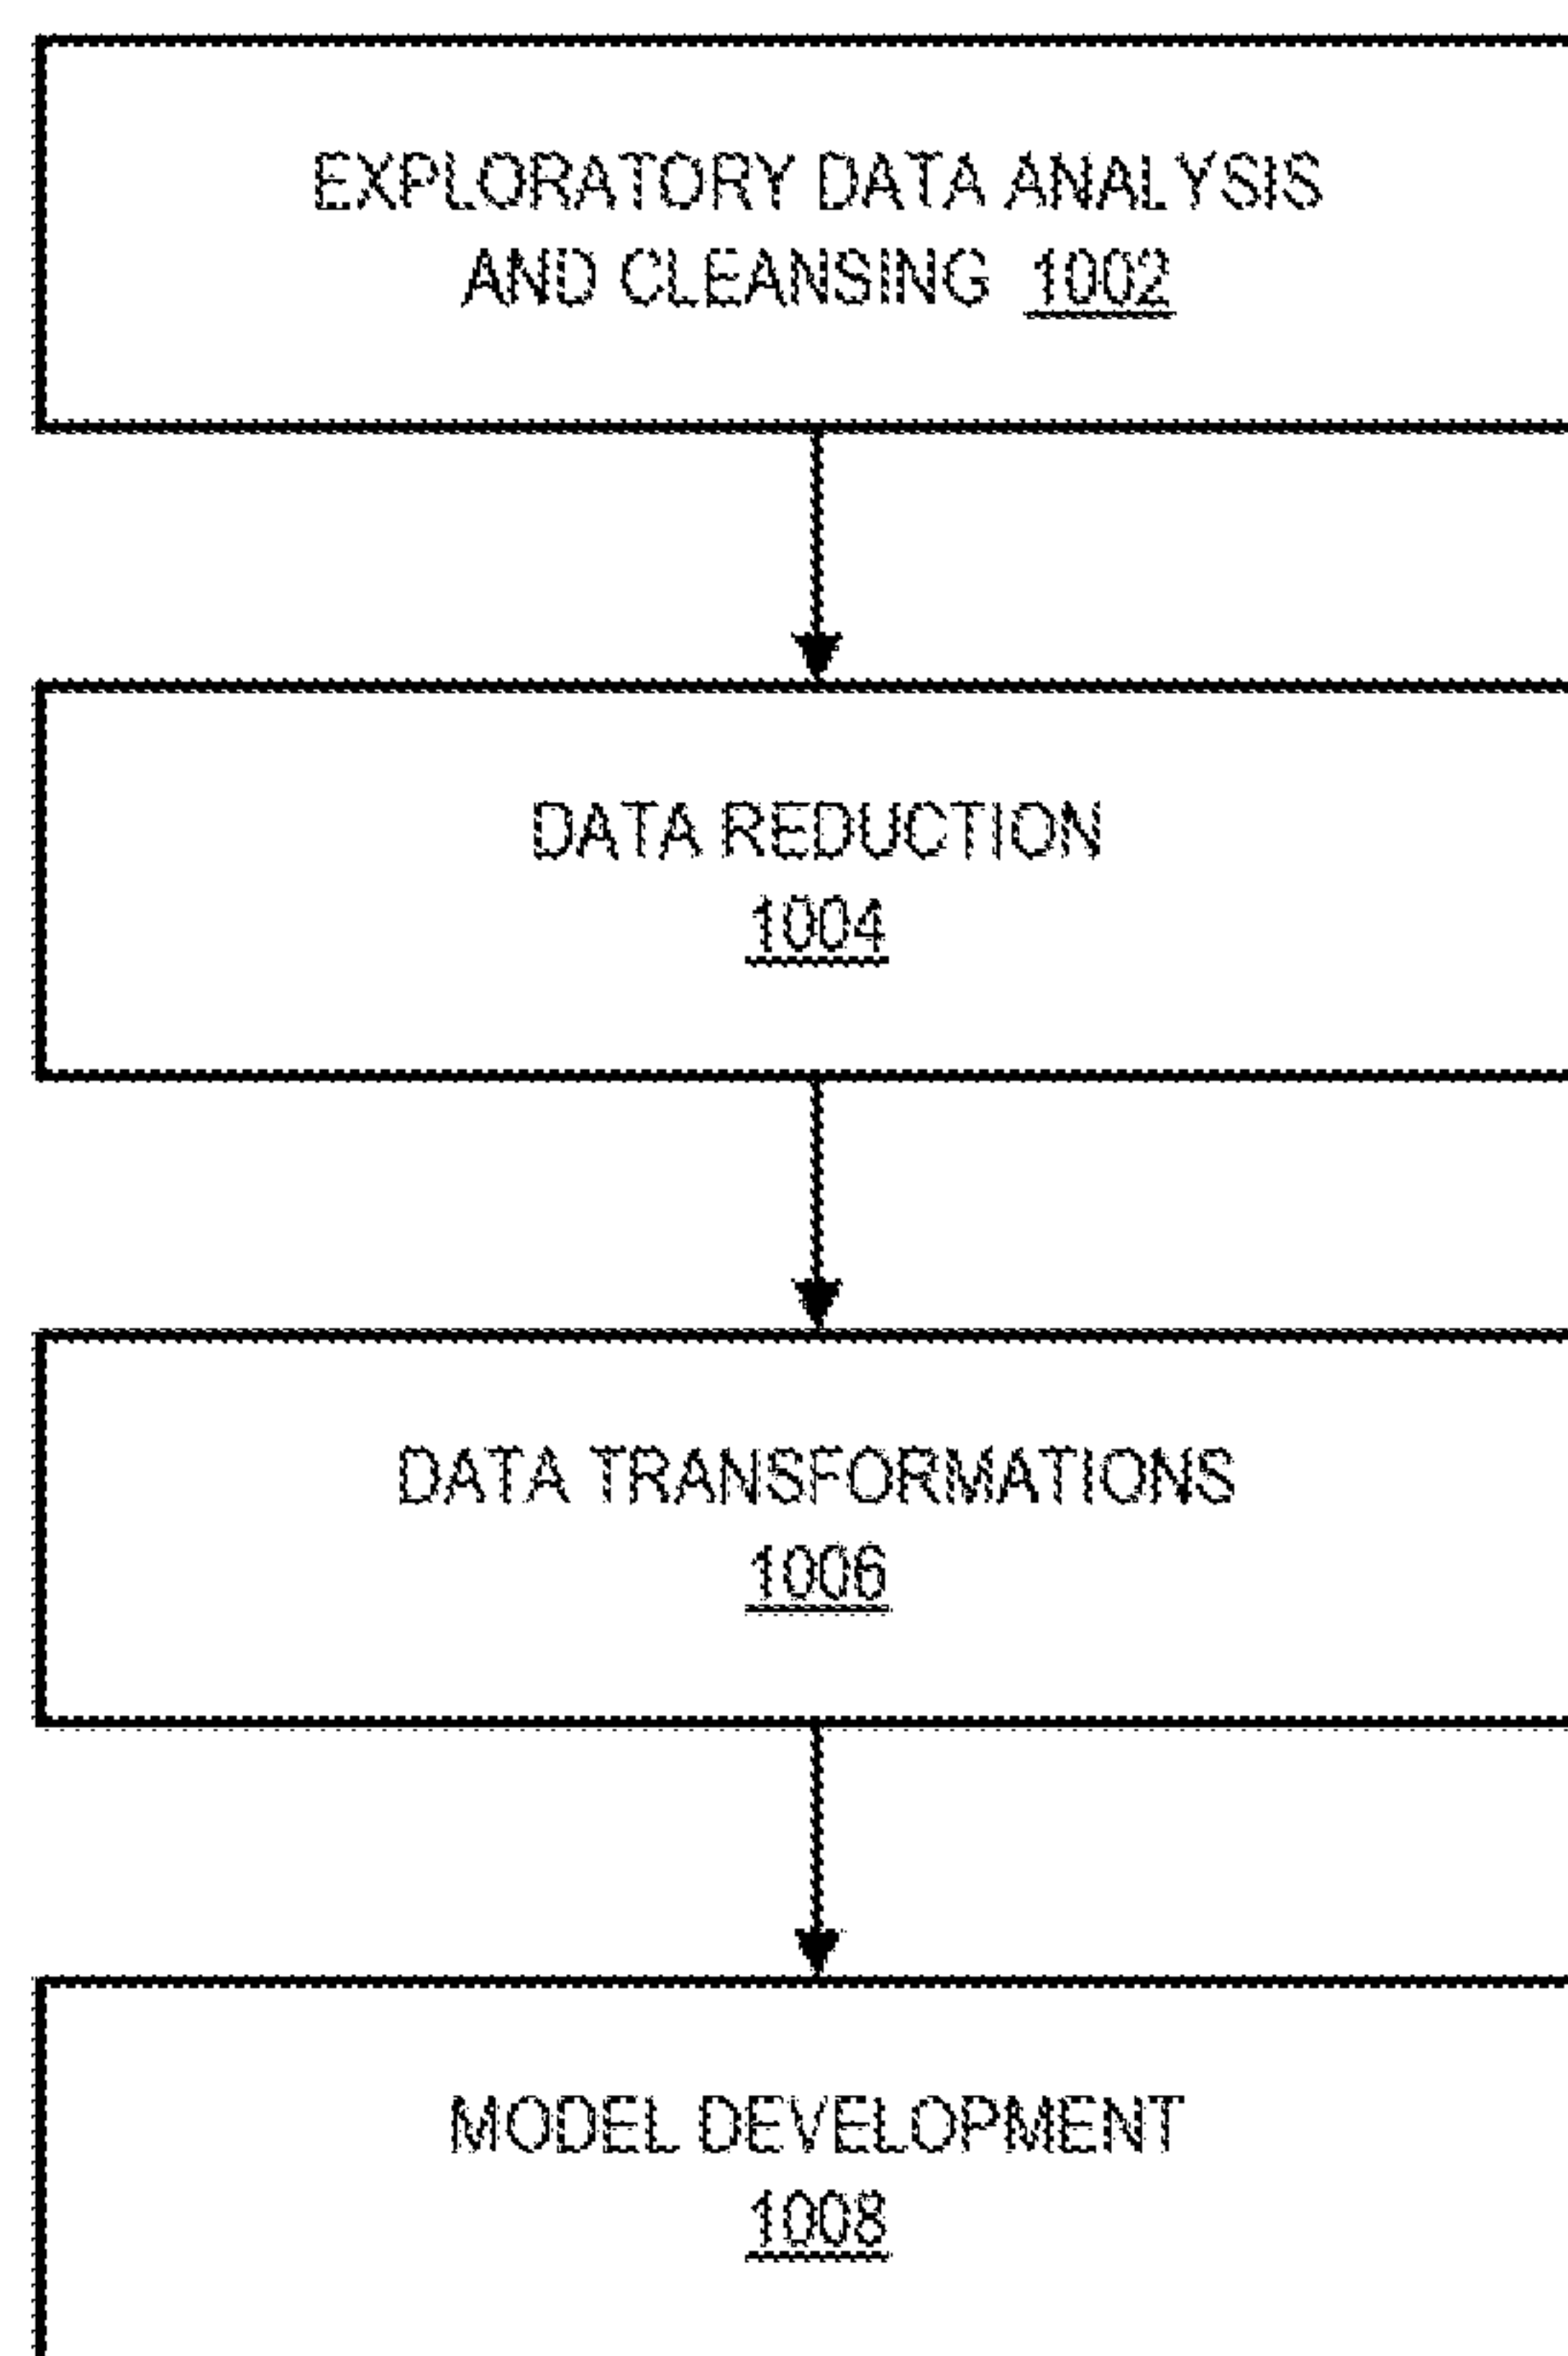 EXPLORATORY DATA ANALYSIS
AND CLEANSING 1002
DATA REDUCTION
1004
DATA TRANSFORMATIONS
1006
MODEL DEVELOPMENT
1008